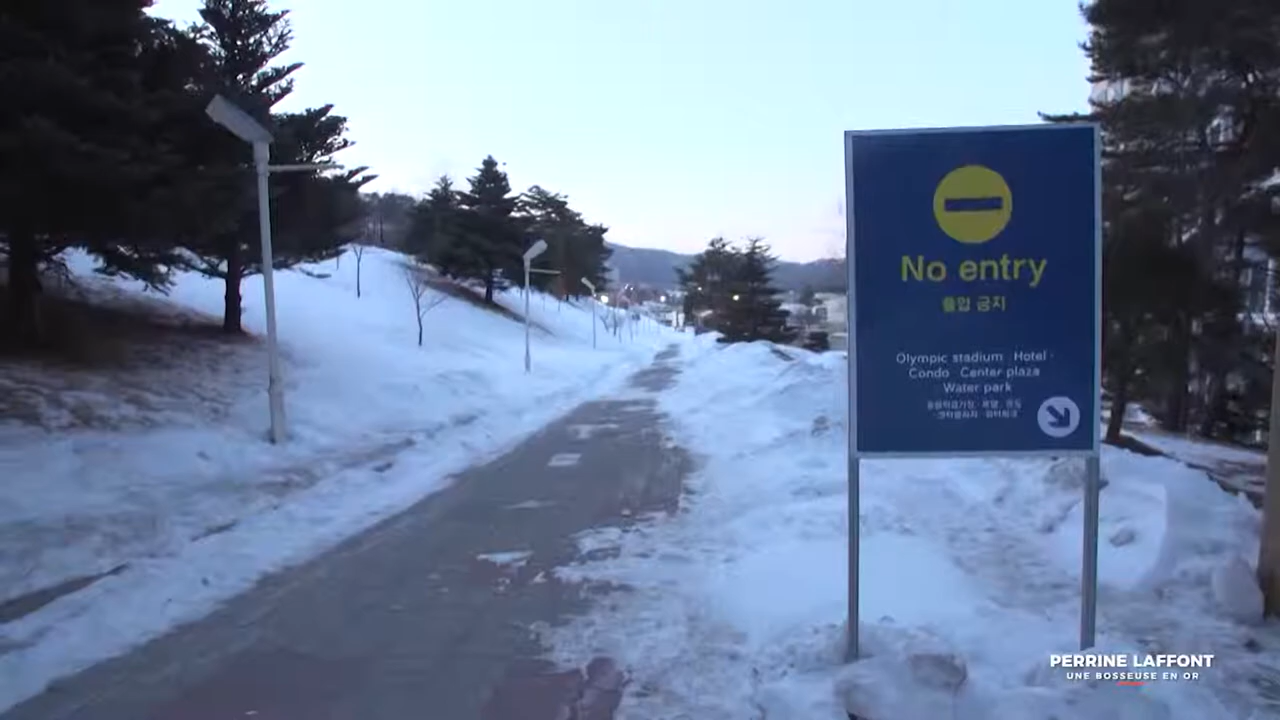 No entry
출입 금지
Olympic stadium · Hotel ·
Condo · Center plaza
Water park
PERRINE LAFFONT
UNE BOSSEUSE EN OR